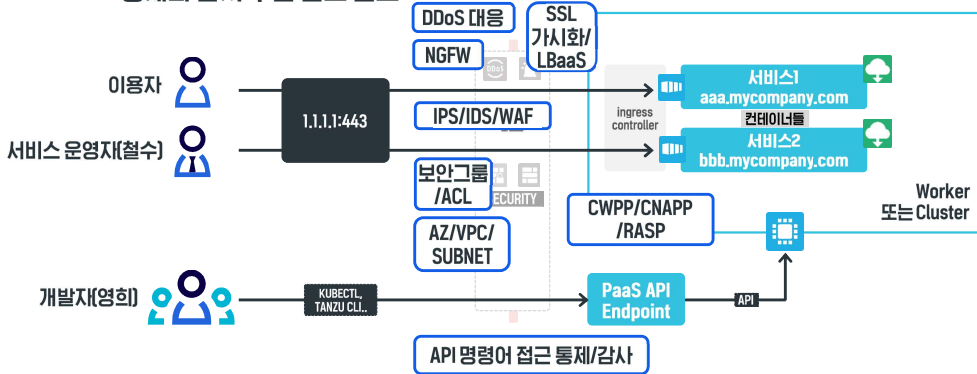 DDoS 대응
SSL
가시화/
LBaaS
NGFW
DDoS
이용자
1.1.1.1:443
IPS/IDS/WAF
ingress
controller
서비스1
aaa.mycompany.com
컨테이너들
서비스 운영자(철수)
서비스2
bbb.mycompany.com
보안그룹
/ACL
SECURITY
CWPP/CNAPP
/RASP
Worker
또는 Cluster
AZ/VPC/
SUBNET
개발자(영희)
KUBECTL,
TANZU CLI..
PaaS API
Endpoint
API
API 명령어 접근 통제/감사